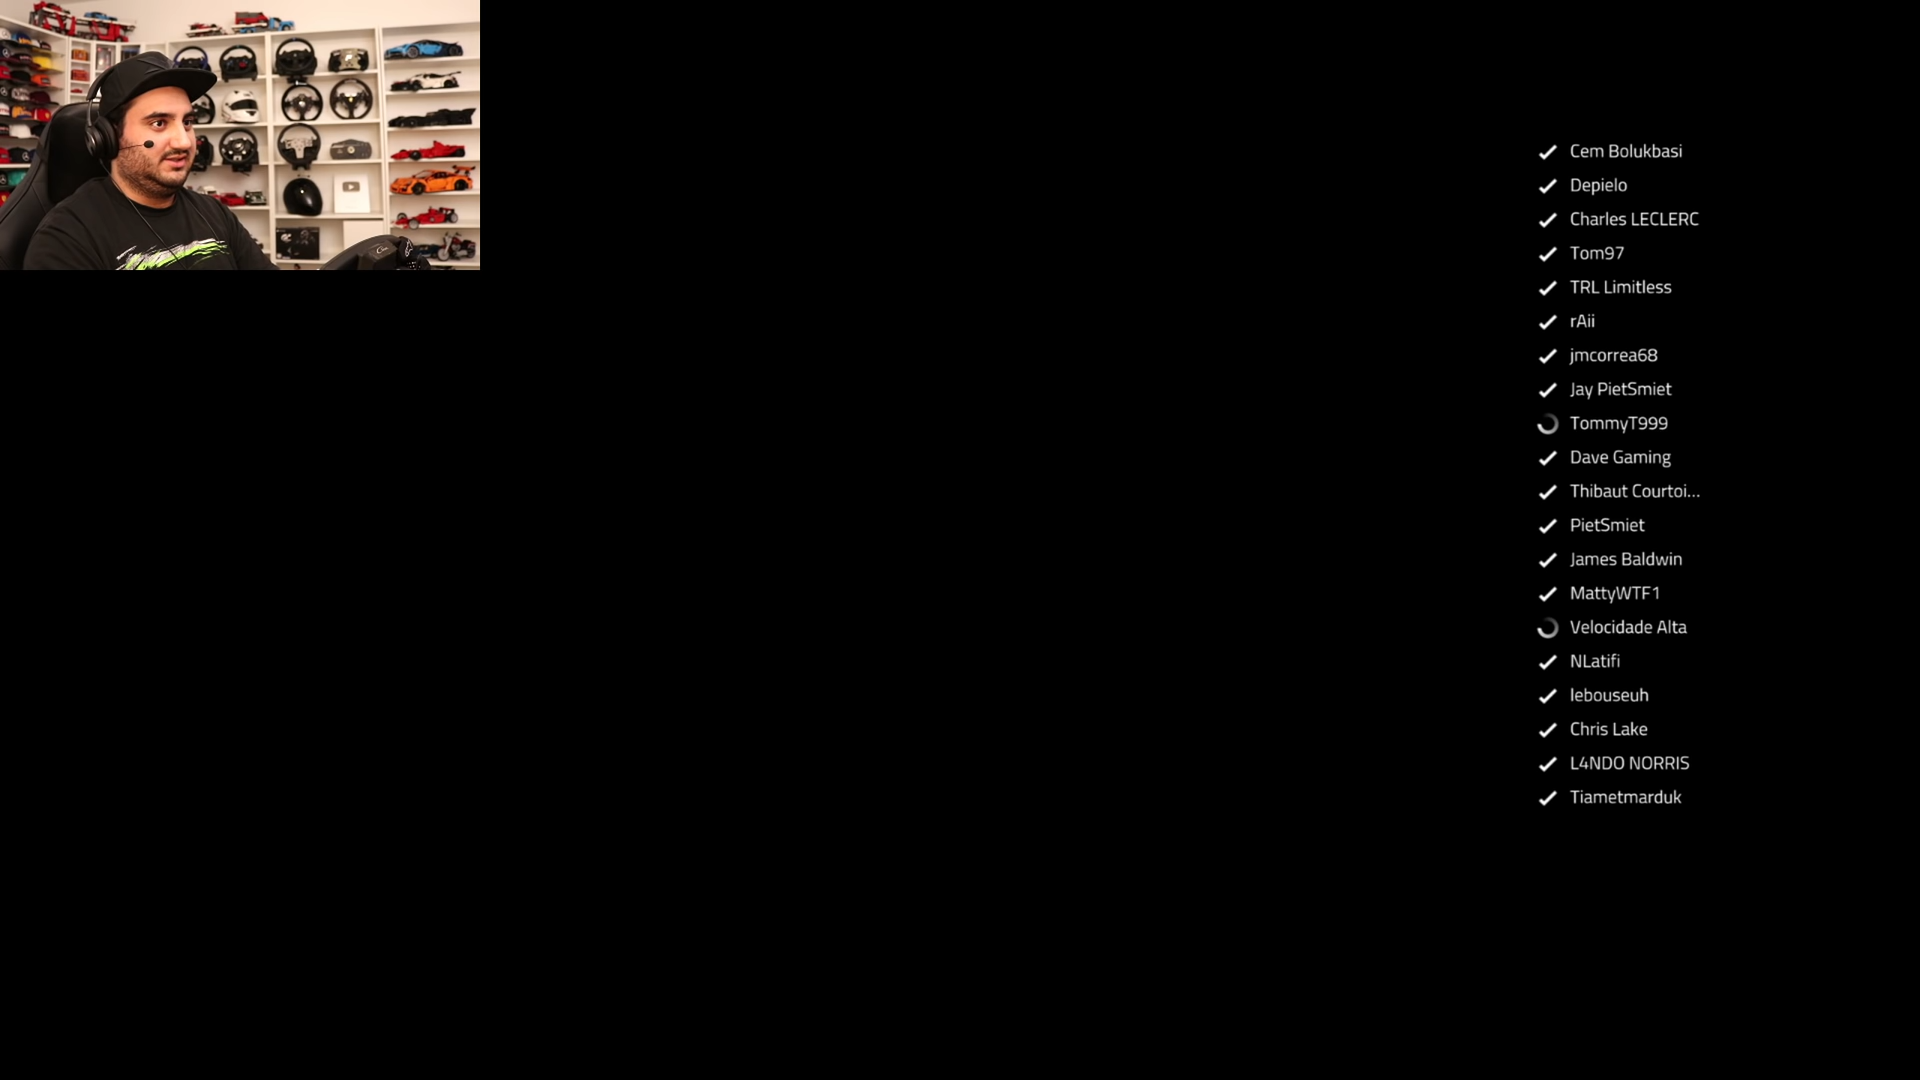 Cem Bolukbasi
Depielo
Charles LECLERC
Tom97
TRL Limitless
rAii
jmcorrea68
Jay PietSmiet
TommyT999
Dave Gaming
Thibaut Courtoi...
PietSmiet
James Baldwin
MattyWTF1
Velocidade Alta
NLatifi
lebouseuh
Chris Lake
L4NDO NORRIS
Tiametmarduk